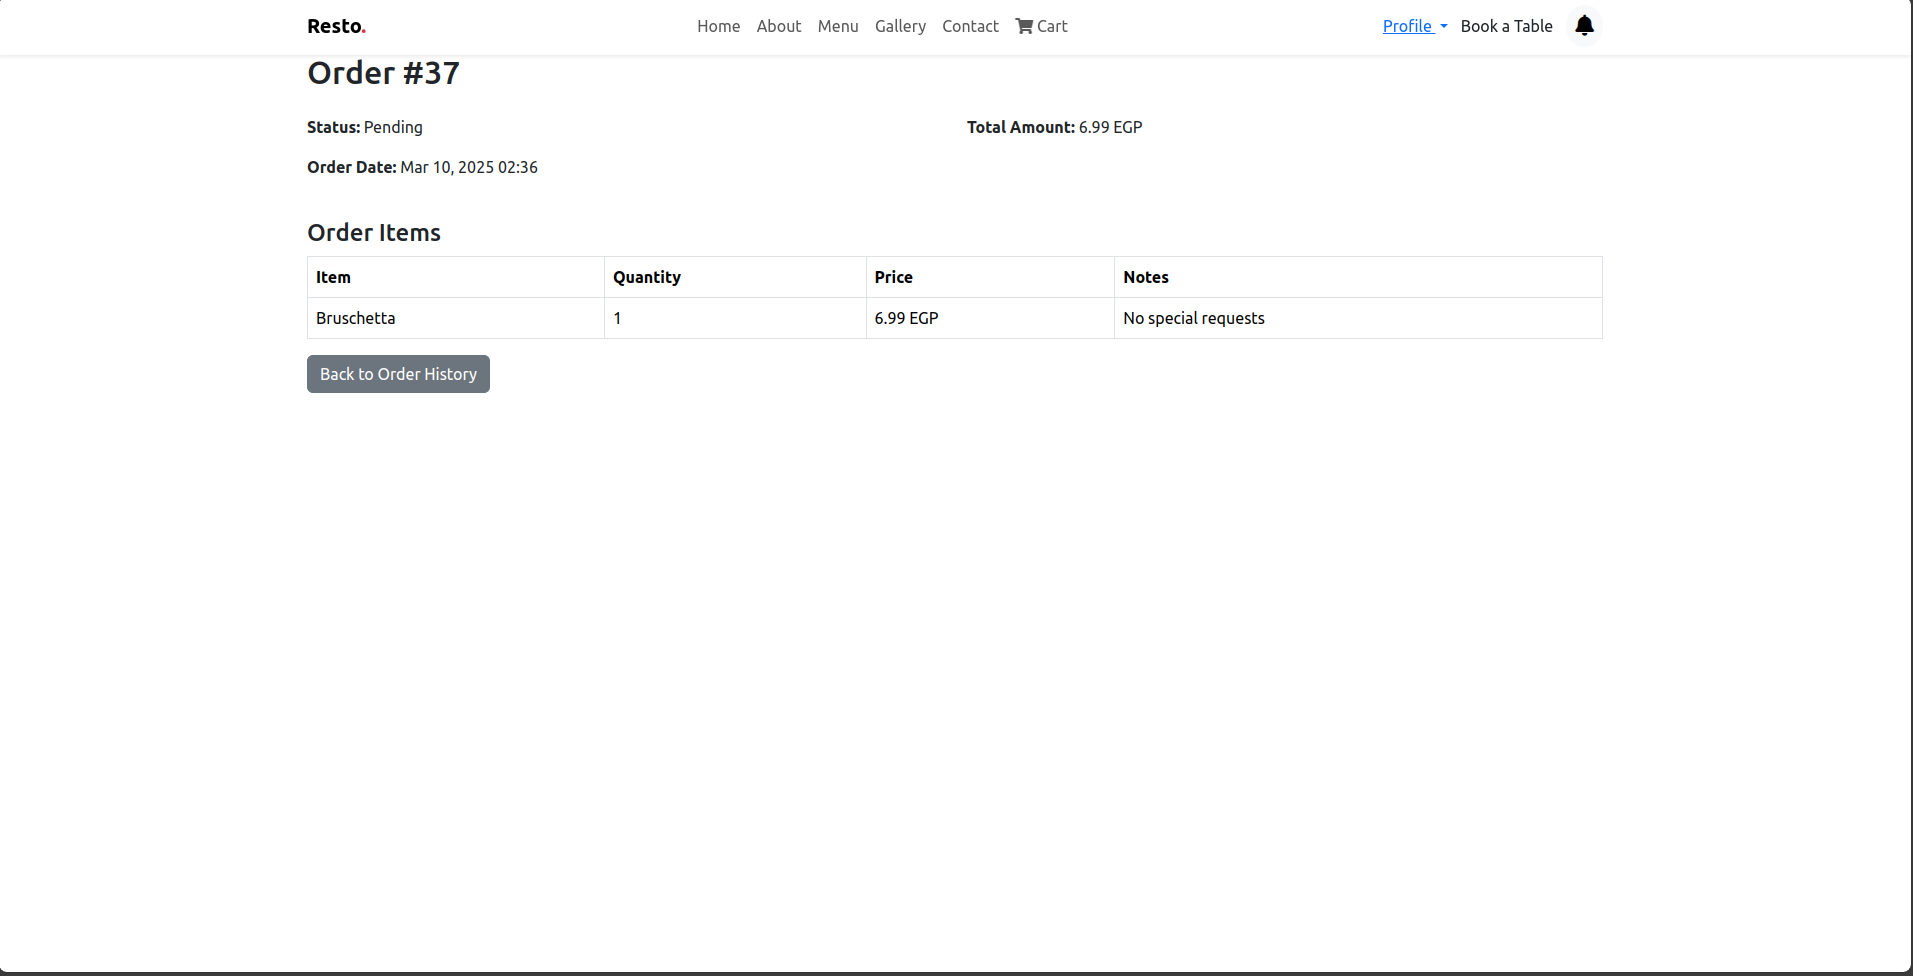 Resto.
Home About Menu Gallery Contact Cart
Profile Book a Table
Order #37
Status: Pending
Total Amount: 6.99 EGP
Order Date: Mar 10, 2025 02:36
Order Items
Item Quantity Price Notes
Bruschetta 1 6.99 EGP No special requests
Back to Order History